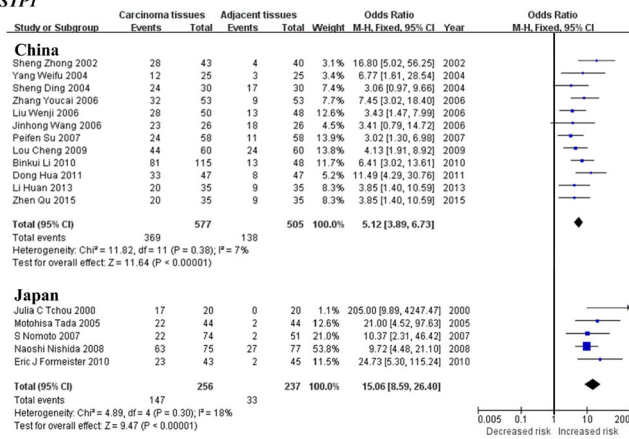 STP1
Carcinoma tissues Adjacent tissues Odds Ratio Odds Ratio
Study or Subgroup Events Total Events Total Weight M-H, Fixed, 95% CI Year M-H, Fixed, 95% CI
China
Sheng Zhong 2002 28 43 4 40 3.1% 16.80 [5.02, 56.25] 2002
Yang Weifu 2004 12 25 3 25 3.6% 6.77 [1.61, 28.54] 2004
Sheng Ding 2004 24 30 17 30 7.9% 3.06 [0.97, 9.66] 2004
Zhang Youcai 2006 32 53 9 53 8.2% 7.45 [3.02, 18.40] 2006
Liu Wenji 2006 28 50 13 48 13.6% 3.43 [1.47, 7.99] 2006
Jinhong Wang 2006 23 26 18 26 4.8% 3.41 [0.79, 14.72] 2006
Peifen Su 2007 24 58 11 58 14.9% 3.02 [1.30, 6.98] 2007
Lou Cheng 2009 44 60 24 60 14.9% 4.13 [1.91, 8.92] 2009
Binkui Li 2010 81 115 13 48 11.7% 6.41 [3.02, 13.61] 2010
Dong Hua 2011 33 47 8 47 5.2% 11.49 [4.29, 30.76] 2011
Li Huan 2013 20 35 9 35 8.3% 3.85 [1.40, 10.59] 2013
Zhen Qu 2015 20 35 9 35 8.3% 3.85 [1.40, 10.59] 2015
Total (95% CI) 577 505 100.0% 5.12 [3.89, 6.73]
Total events 369 138
Heterogeneity: Chi² = 11.82, df = 11 (P = 0.38); I² = 7%
Test for overall effect: Z = 11.64 (P < 0.00001)
Japan
Julia C Tchou 2000 17 20 0 20 1.1% 205.00 [9.89, 4247.47] 2000
Motohisa Tada 2005 22 44 2 44 12.6% 21.00 [4.52, 97.63] 2005
S Nomoto 2007 22 74 2 51 21.0% 10.37 [2.31, 46.42] 2007
Naoshi Nishida 2008 63 75 27 77 53.8% 9.72 [4.48, 21.10] 2008
Eric J Formeister 2010 23 43 2 45 11.5% 24.73 [5.30, 115.24] 2010
Total (95% CI) 256 237 100.0% 15.06 [8.59, 26.40]
Total events 147 33
Heterogeneity: Chi² = 4.89, df = 4 (P = 0.30); I² = 18%
Test for overall effect: Z = 9.47 (P < 0.00001)
0.005 0.1 1 10 200
Decreased risk Increased risk